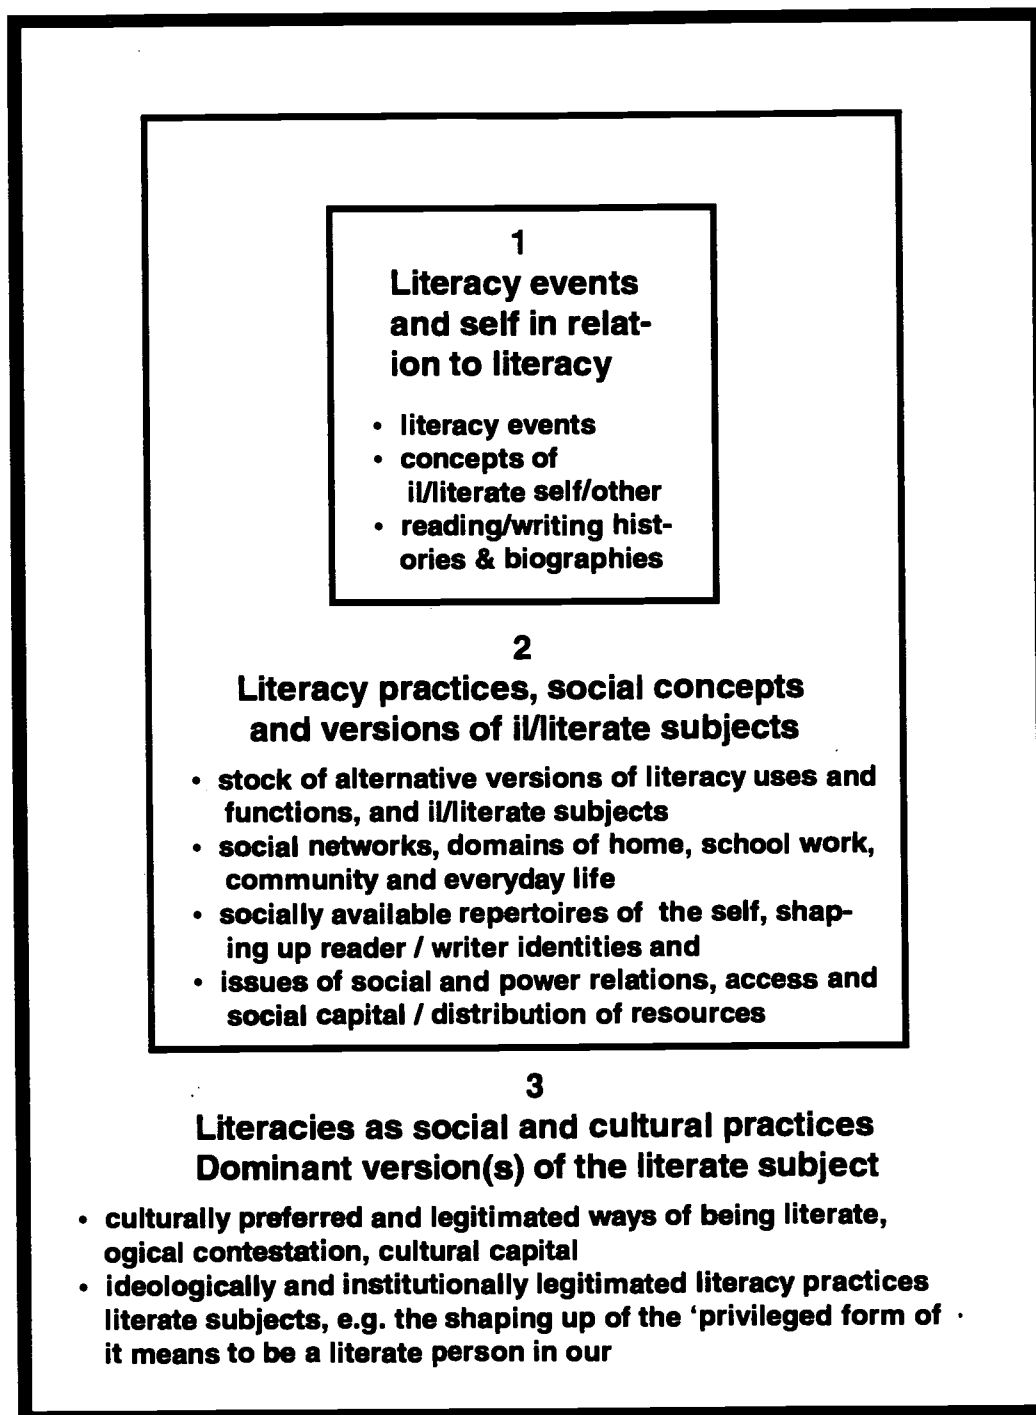 1
Literacy events
and self in relat-
ion to literacy
• literacy events
• concepts of
il/literate self/other
• reading/writing hist-
ories & biographies
2
Literacy practices, social concepts
and versions of il/literate subjects
• stock of alternative versions of literacy uses and
functions, and il/literate subjects
• social networks, domains of home, school work,
community and everyday life
• socially available repertoires of the self, shap-
ing up reader / writer identities and
• issues of social and power relations, access and
social capital / distribution of resources
3
Literacies as social and cultural practices
Dominant version(s) of the literate subject
• culturally preferred and legitimated ways of being literate,
ogical contestation, cultural capital
• ideologically and institutionally legitimated literacy practices
literate subjects, e.g. the shaping up of the ‘privileged form of
it means to be a literate person in our